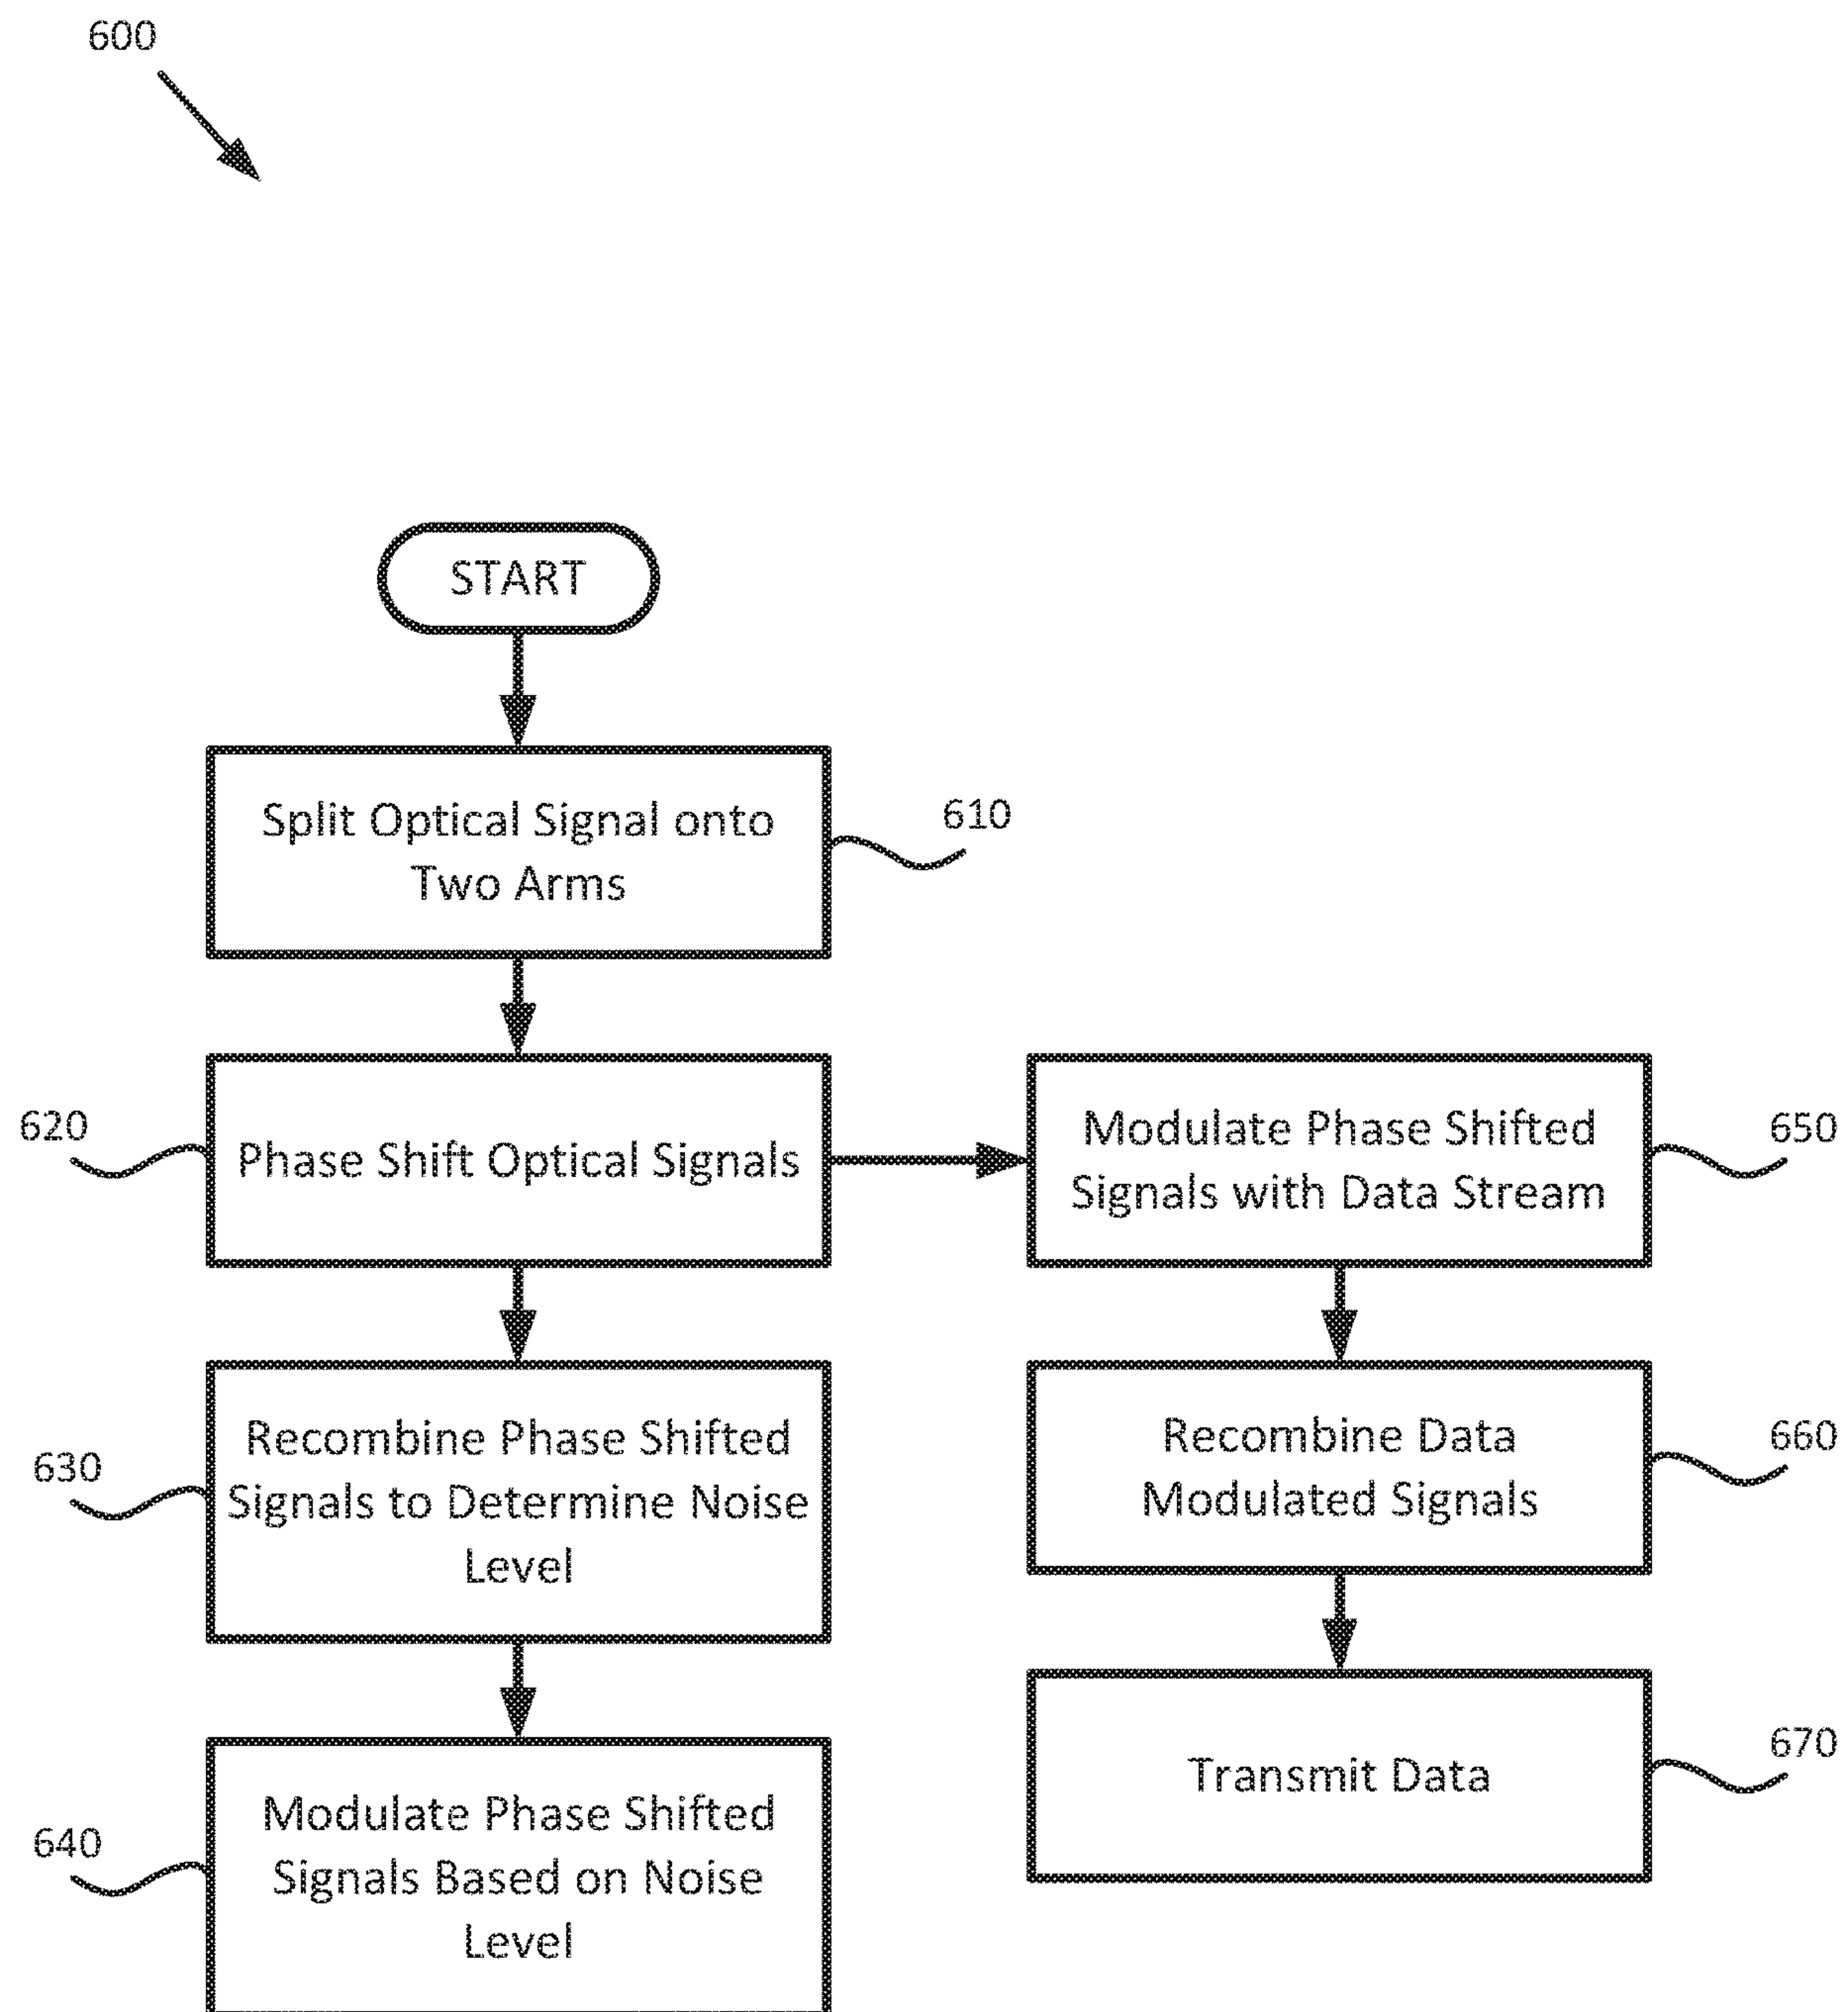 600
START
Split Optical Signal onto
Two Arms
610
620
Phase Shift Optical Signals
Modulate Phase Shifted
Signals with Data Stream
650
630
Recombine Phase Shifted
Signals to Determine Noise
Level
Recombine Data
Modulated Signals
660
640
Modulate Phase Shifted
Signals Based on Noise
Level
Transmit Data
670